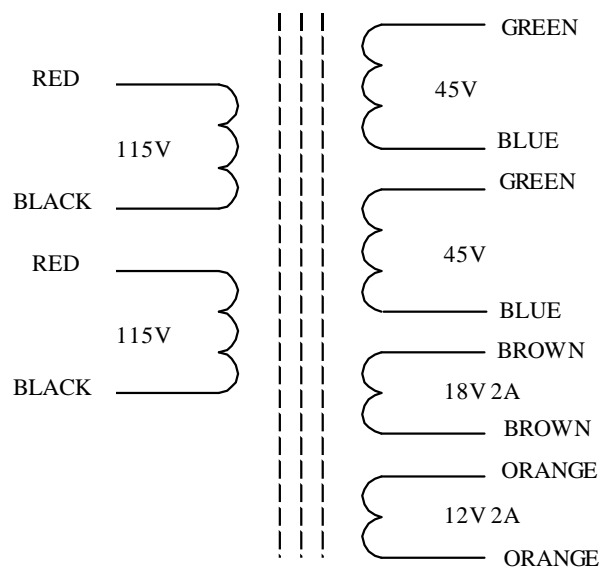 RED
115V
BLACK
RED
115V
BLACK
GREEN
45V
BLUE
GREEN
45V
BLUE
BROWN
18V 2A
BROWN
ORANGE
12V 2A
ORANGE